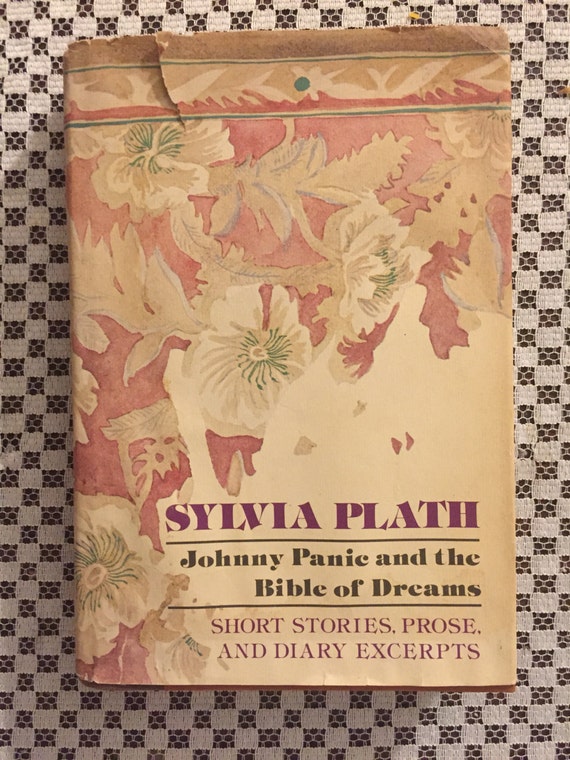 SYLVIA PLATH
Johnny Panic and the
Bible of Dreams
SHORT STORIES, PROSE,
AND DIARY EXCERPTS